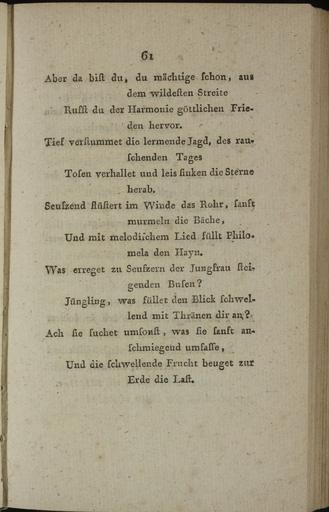 61
Aber da biſt du, du mächtige ſchon, aus
dem wildeſten Streite
Rufſt du der Harmonie göttlichen Frie-
den hervor.
Tief verſtummet die lermende Jagd, des rau-
ſchenden Tages
Toſen verhallet und leis ſinken die Sterne
herab.
Seufzend flüſtert im Winde das Rohr, ſanft
murmeln die Bäche,
Und mit melodiſchem Lied füllt Philo-
mela den Hayn.
Was erreget zu Seufzern der Jungfrau ſtei-
genden Buſen?
Jüngling, was füllet den Blick ſchwel-
lend mit Thränen dir an?
Ach ſie ſuchet umſonſt, was ſie ſanft an-
ſchmiegend umfaſſe,
Und die ſchwellende Frucht beuget zur
Erde die Laſt.